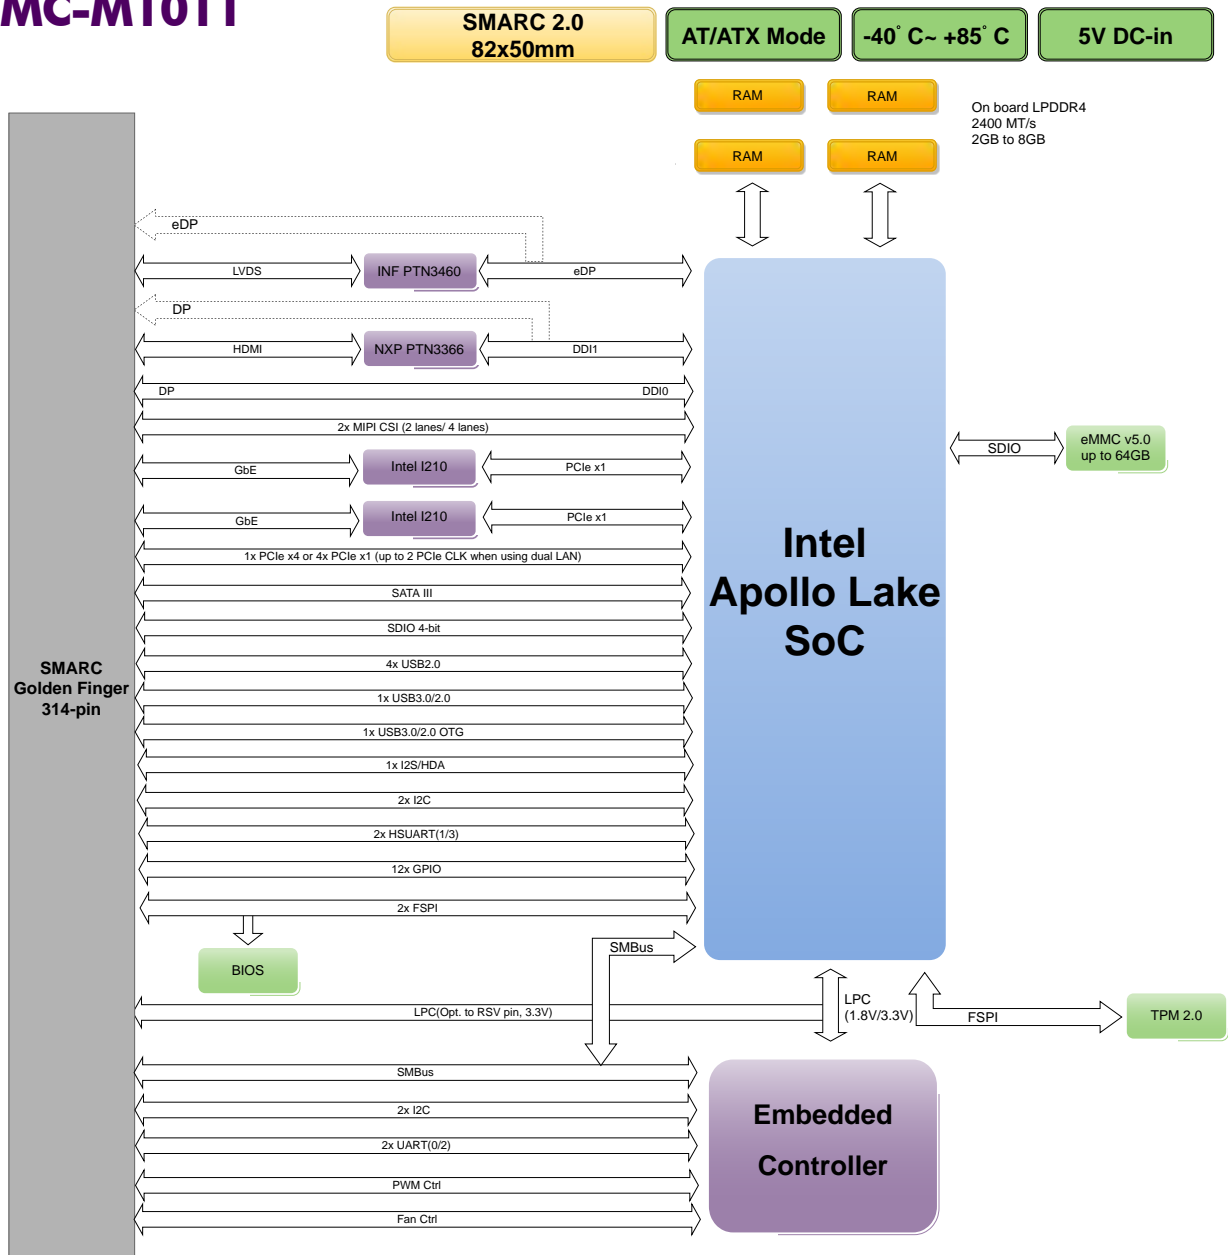 MC-M1011
SMARC 2.0
82x50mm
AT/ATX Mode
-40° C~ +85° C
5V DC-in
RAM
RAM
On board LPDDR4
2400 MT/s
2GB to 8GB
RAM
RAM
eDP
LVDS
INF PTN3460
eDP
DP
HDMI
NXP PTN3366
DDI1
DP
DDI0
2x MIPI CSI (2 lanes/ 4 lanes)
GbE
Intel I210
PCIe x1
SDIO
eMMC v5.0
up to 64GB
GbE
Intel I210
PCIe x1
1x PCIe x4 or 4x PCIe x1 (up to 2 PCIe CLK when using dual LAN)
SATA III
SDIO 4-bit
4x USB2.0
1x USB3.0/2.0
1x USB3.0/2.0 OTG
1x I2S/HDA
2x I2C
2x HSUART(1/3)
12x GPIO
2x FSPI
Intel
Apollo Lake
SoC
SMARC
Golden Finger
314-pin
BIOS
SMBus
LPC(Opt. to RSV pin, 3.3V)
LPC
(1.8V/3.3V)
FSPI
TPM 2.0
SMBus
2x I2C
2x UART(0/2)
PWM Ctrl
Fan Ctrl
Embedded
Controller